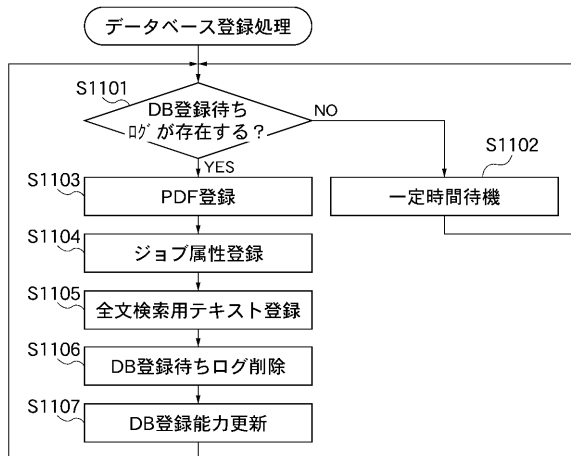 データベース登録処理
S1101
DB登録待ち
ログが存在する？
NO
YES
S1102
一定時間待機
S1103
PDF登録
S1104
ジョブ属性登録
S1105
全文検索用テキスト登録
S1106
DB登録待ちログ削除
S1107
DB登録能力更新